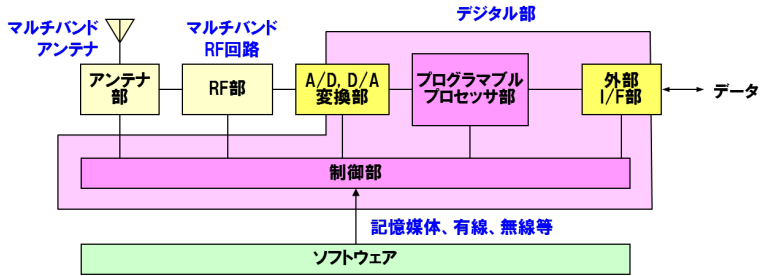 デジタル部
マルチバンド
アンテナ
マルチバンド
RF回路
アンテナ
部
RF部
A/D, D/A
変換部
プログラマブル
プロセッサ部
外部
I/F部
データ
制御部
記憶媒体、有線、無線等
ソフトウェア